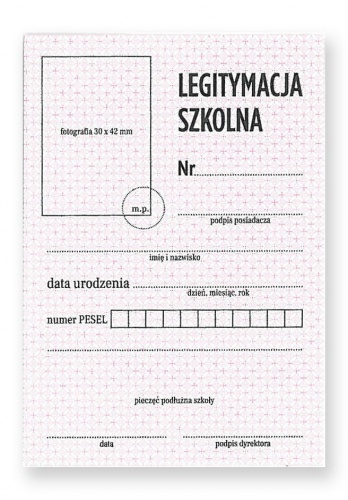 LEGITYMACJA
SZKOLNA
fotografia 30 x 42 mm
Nr
m.p.
podpis posiadacza
imię i nazwisko
data urodzenia
dzień, miesiąc, rok
numer PESEL
pieczęć podłużna szkoły
data
podpis dyrektora